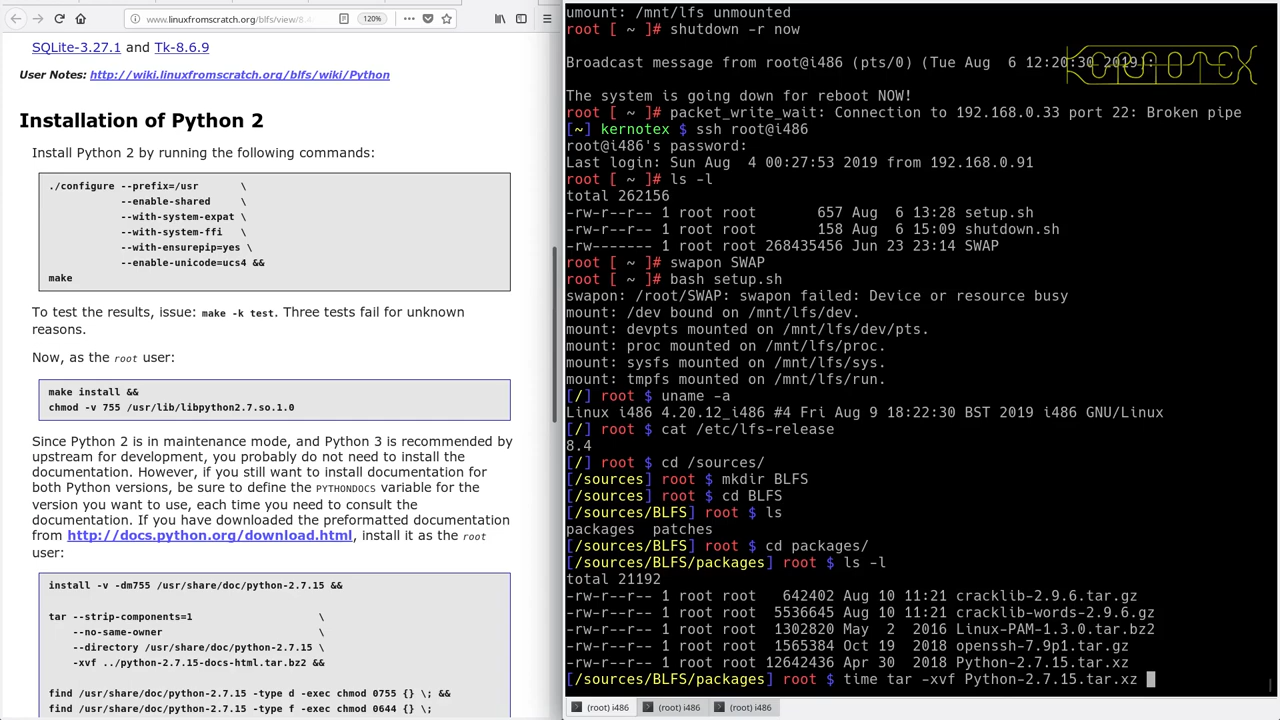 www.linuxfromscratch.org/blfs/view/8.4
120%
SQLite-3.27.1 and Tk-8.6.9
User Notes: http://wiki.linuxfromscratch.org/blfs/wiki/Python
Installation of Python 2
Install Python 2 by running the following commands:
./configure --prefix=/usr \
--enable-shared \
--with-system-expat \
--with-system-ffi \
--with-ensurepip=yes \
--enable-unicode=ucs4 &&
make
To test the results, issue: make -k test. Three tests fail for unknown
reasons.
Now, as the root user:
make install &&
chmod -v 755 /usr/lib/libpython2.7.so.1.0
Since Python 2 is in maintenance mode, and Python 3 is recommended by
upstream for development, you probably do not need to install the
documentation. However, if you still want to install documentation for
both Python versions, be sure to define the PYTHONDOCS variable for the
version you want to use, each time you need to consult the
documentation. If you have downloaded the preformatted documentation
from http://docs.python.org/download.html, install it as the root
user:
install -v -dm755 /usr/share/doc/python-2.7.15 &&
tar --strip-components=1 \
--no-same-owner \
--directory /usr/share/doc/python-2.7.15 \
-xvf ../python-2.7.15-docs-html.tar.bz2 &&
find /usr/share/doc/python-2.7.15 -type d -exec chmod 0755 {} \; &&
find /usr/share/doc/python-2.7.15 -type f -exec chmod 0644 {} \;
umount: /mnt/lfs unmounted
root [ ~ ]# shutdown -r now
Broadcast message from root@i486 (pts/0) (Tue Aug  6 12:20:30 2019):
KERNOTEX
The system is going down for reboot NOW!
root [ ~ ]# packet_write_wait: Connection to 192.168.0.33 port 22: Broken pipe
[~] kernotex $ ssh root@i486
root@i486's password:
Last login: Sun Aug  4 00:27:53 2019 from 192.168.0.91
root [ ~ ]# ls -l
total 262156
-rw-r--r-- 1 root root       657 Aug  6 13:28 setup.sh
-rw-r--r-- 1 root root       158 Aug  6 15:09 shutdown.sh
-rw------- 1 root root 268435456 Jun 23 23:14 SWAP
root [ ~ ]# swapon SWAP
root [ ~ ]# bash setup.sh
swapon: /root/SWAP: swapon failed: Device or resource busy
mount: /dev bound on /mnt/lfs/dev.
mount: devpts mounted on /mnt/lfs/dev/pts.
mount: proc mounted on /mnt/lfs/proc.
mount: sysfs mounted on /mnt/lfs/sys.
mount: tmpfs mounted on /mnt/lfs/run.
[/] root $ uname -a
Linux i486 4.20.12_i486 #4 Fri Aug 9 18:22:30 BST 2019 i486 GNU/Linux
[/] root $ cat /etc/lfs-release
8.4
[/] root $ cd /sources/
[/sources] root $ mkdir BLFS
[/sources] root $ cd BLFS
[/sources/BLFS] root $ ls
packages  patches
[/sources/BLFS] root $ cd packages/
[/sources/BLFS/packages] root $ ls -l
total 21192
-rw-r--r-- 1 root root   642402 Aug 10 11:21 cracklib-2.9.6.tar.gz
-rw-r--r-- 1 root root  5536645 Aug 10 11:21 cracklib-words-2.9.6.gz
-rw-r--r-- 1 root root  1302820 May  2  2016 Linux-PAM-1.3.0.tar.bz2
-rw-r--r-- 1 root root  1565384 Oct 19  2018 openssh-7.9p1.tar.gz
-rw-r--r-- 1 root root 12642436 Apr 30  2018 Python-2.7.15.tar.xz
[/sources/BLFS/packages] root $ time tar -xvf Python-2.7.15.tar.xz
(root) i486
(root) i486
(root) i486